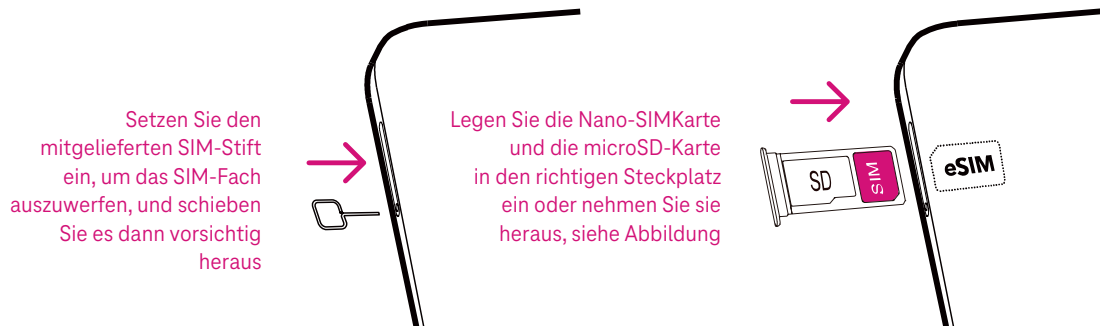 Setzen Sie den
mitgelieferten SIM-Stift
ein, um das SIM-Fach
auszuwerfen, und schieben
Sie es dann vorsichtig
heraus
Legen Sie die Nano-SIMKarte
und die microSD-Karte
in den richtigen Steckplatz
ein oder nehmen Sie sie
heraus, siehe Abbildung
SD
SIM
eSIM